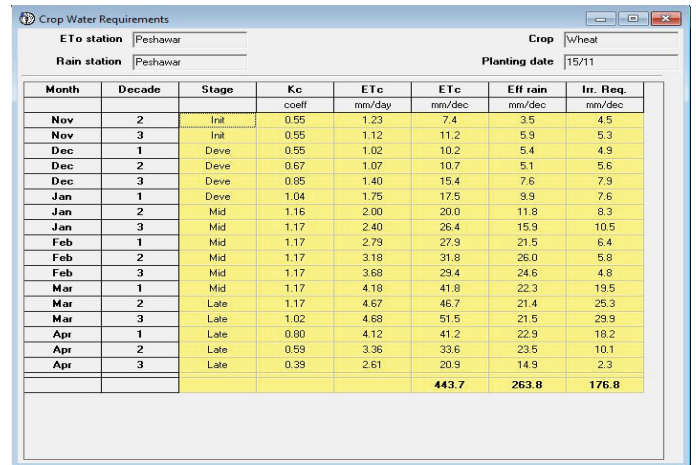 Crop Water Requirements
ETo station Peshawar Crop Wheat
Rain station Peshawar Planting date 15/11
Month Decade Stage Kc ETc ETc Eff rain Irr. Req.
coeff mm/day mm/dec mm/dec mm/dec
Nov 2 Init 0.55 1.23 7.4 3.5 4.5
Nov 3 Init 0.55 1.12 11.2 5.9 5.3
Dec 1 Deve 0.55 1.02 10.2 5.4 4.9
Dec 2 Deve 0.67 1.07 10.7 5.1 5.6
Dec 3 Deve 0.85 1.40 15.4 7.6 7.9
Jan 1 Deve 1.04 1.75 17.5 9.9 7.6
Jan 2 Mid 1.16 2.00 20.0 11.8 8.3
Jan 3 Mid 1.17 2.40 26.4 15.9 10.5
Feb 1 Mid 1.17 2.79 27.9 21.5 6.4
Feb 2 Mid 1.17 3.18 31.8 26.0 5.8
Feb 3 Mid 1.17 3.68 29.4 24.6 4.8
Mar 1 Mid 1.17 4.18 41.8 22.3 19.5
Mar 2 Late 1.17 4.67 46.7 21.4 25.3
Mar 3 Late 1.02 4.68 51.5 21.5 29.9
Apr 1 Late 0.80 4.12 41.2 22.9 18.2
Apr 2 Late 0.59 3.36 33.6 23.5 10.1
Apr 3 Late 0.39 2.61 20.9 14.9 2.3
443.7 263.8 176.8